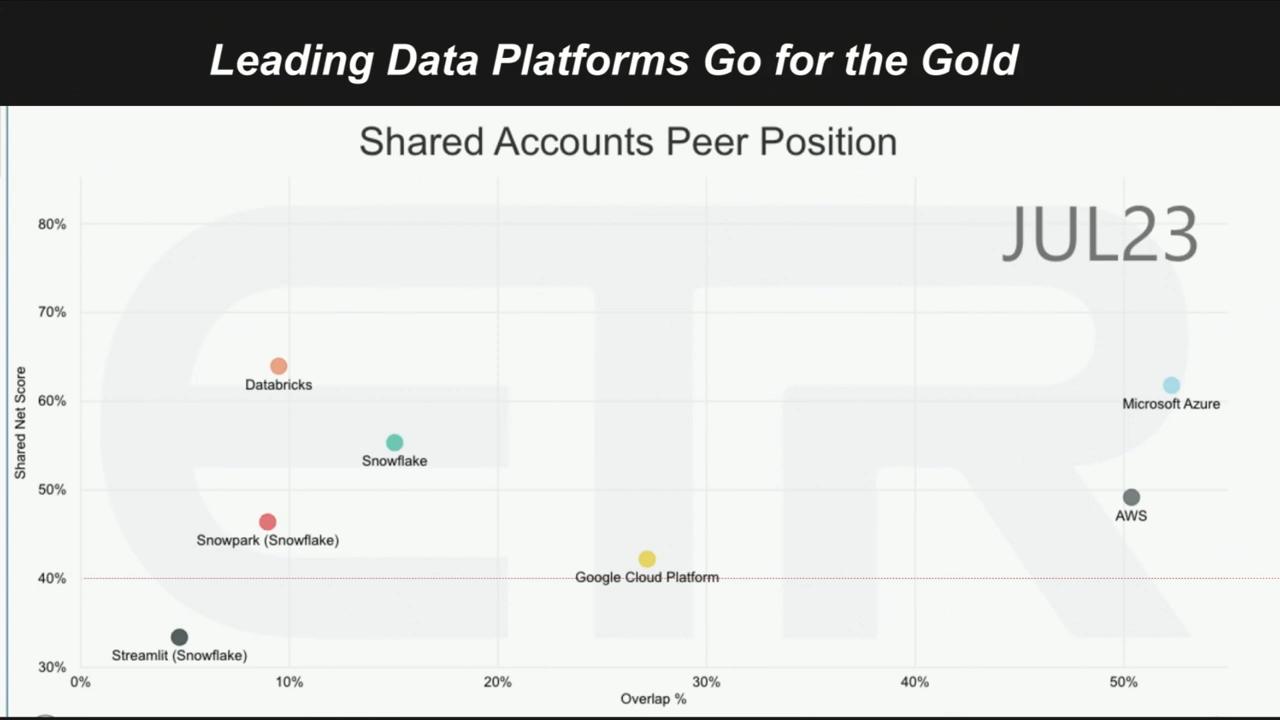 Leading Data Platforms Go for the Gold
Shared Accounts Peer Position
JUL23
ETR
80%
70%
60%
50%
40%
30%
Shared Net Score
Databricks
Microsoft Azure
Snowflake
AWS
Snowpark (Snowflake)
Google Cloud Platform
Streamlit (Snowflake)
0%
10%
20%
30%
40%
50%
Overlap %